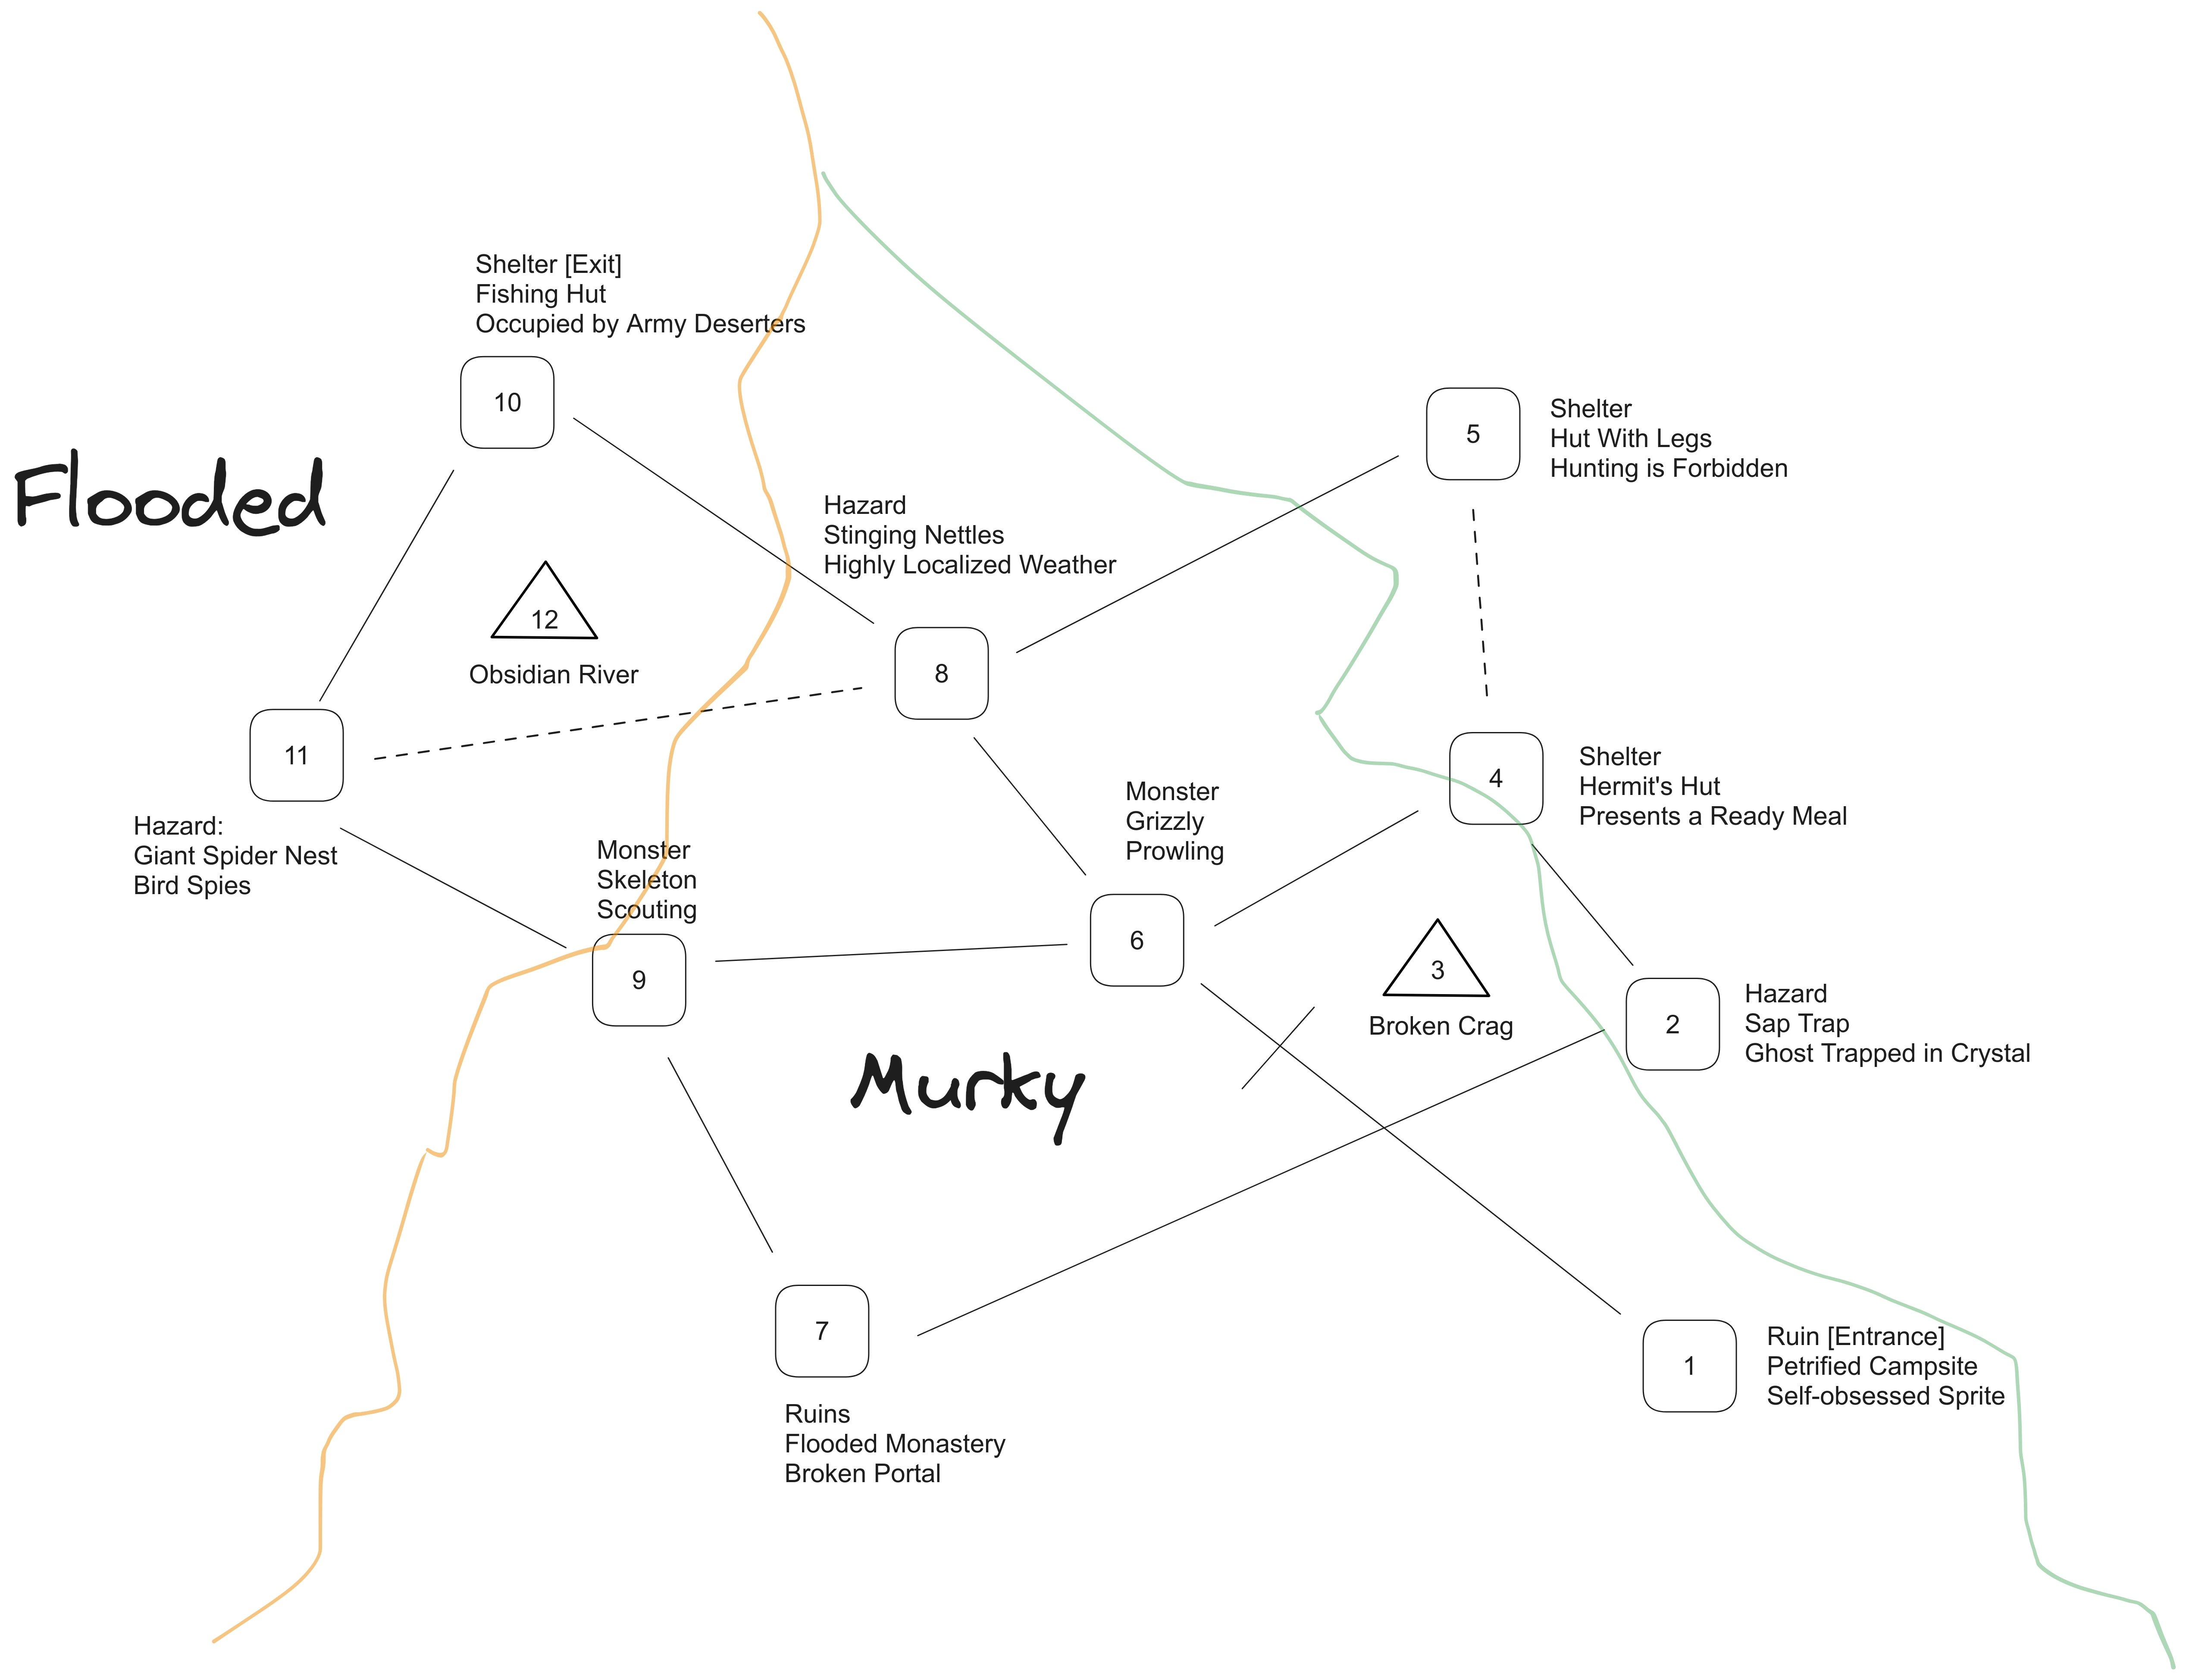 Shelter [Exit]
Fishing Hut
Occupied by Army Deserters
10
5
Shelter
Hut With Legs
Hunting is Forbidden
Flooded
Hazard
Stinging Nettles
Highly Localized Weather
12
Obsidian River
8
11
4
Shelter
Hermit's Hut
Presents a Ready Meal
Monster
Grizzly
Prowling
Hazard:
Giant Spider Nest
Bird Spies
Monster
Skeleton
Scouting
9
6
3
Broken Crag
2
Hazard
Sap Trap
Ghost Trapped in Crystal
Murky
7
Ruins
Flooded Monastery
Broken Portal
1
Ruin [Entrance]
Petrified Campsite
Self-obsessed Sprite